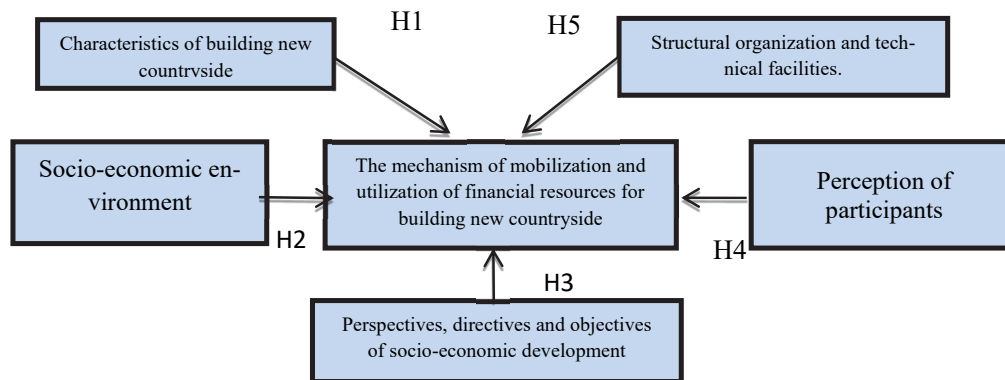 H1
H5
Characteristics of building new
countryside
Structural organization and tech-
nical facilities.
Socio-economic en-
vironment
The mechanism of mobilization and
utilization of financial resources for
building new countryside
Perception of
participants
H2
H4
H3
Perspectives, directives and objectives
of socio-economic development